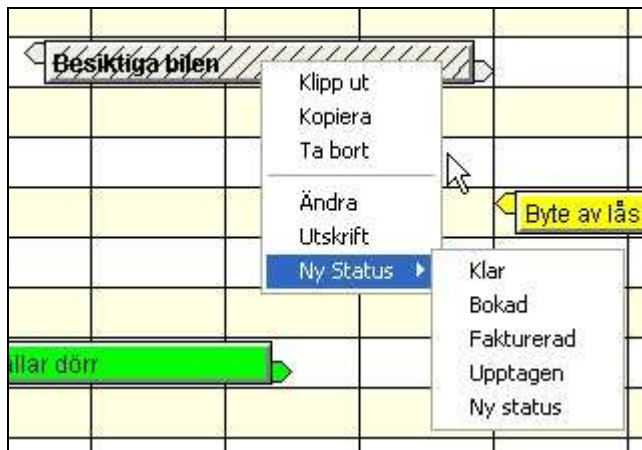 Besiktiga bilen
Klipp ut
Kopiera
Ta bort
Ändra
Byte av lås
Utskrift
Ny Status
Klar
Bokad
Fakturerad
allar dörr
Upptagen
Ny status